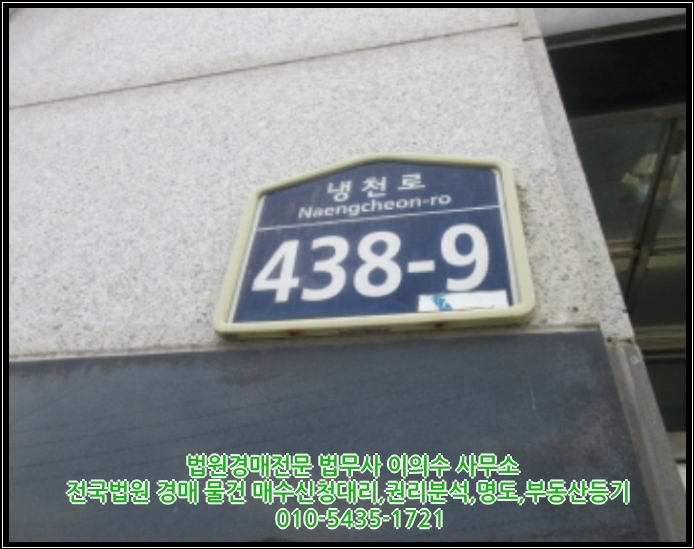 냉천로
Naengcheon-ro
438-9
법원경매전문 법무사 이의수 사무소
전국법원 경매 물건 매수신청대리,권리분석,명도,부동산등기
010-5435-1721